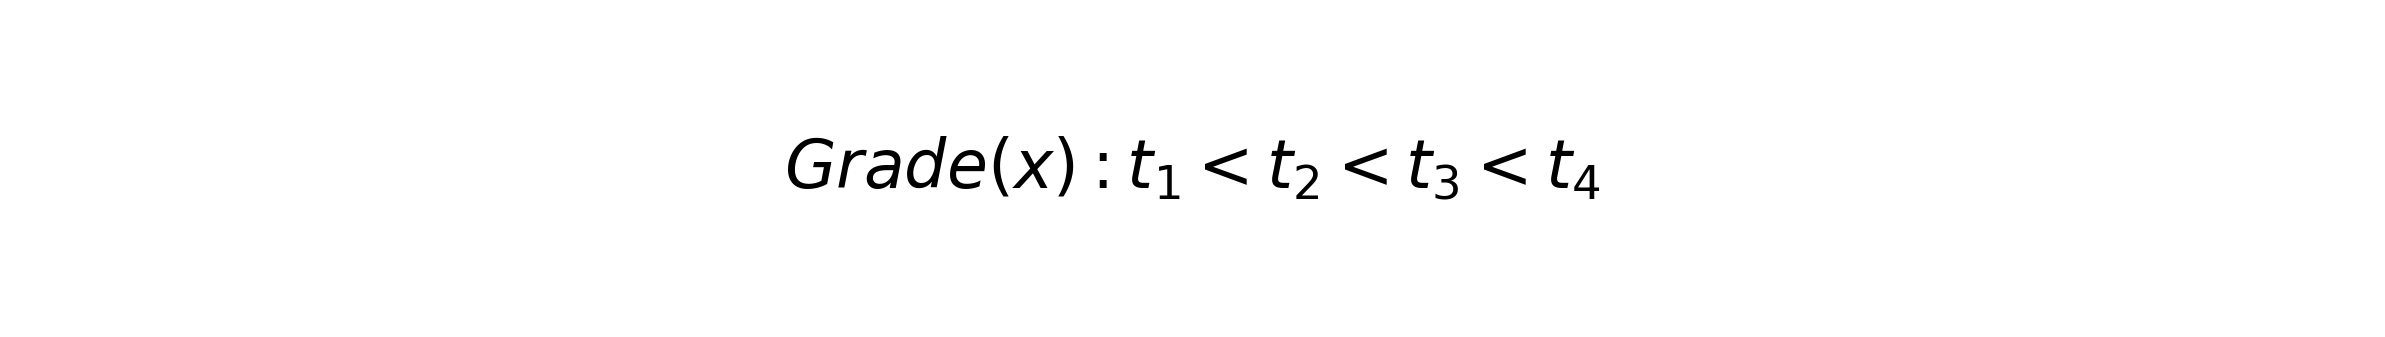 Grade(x) : t₁ < t₂ < t₃ < t₄